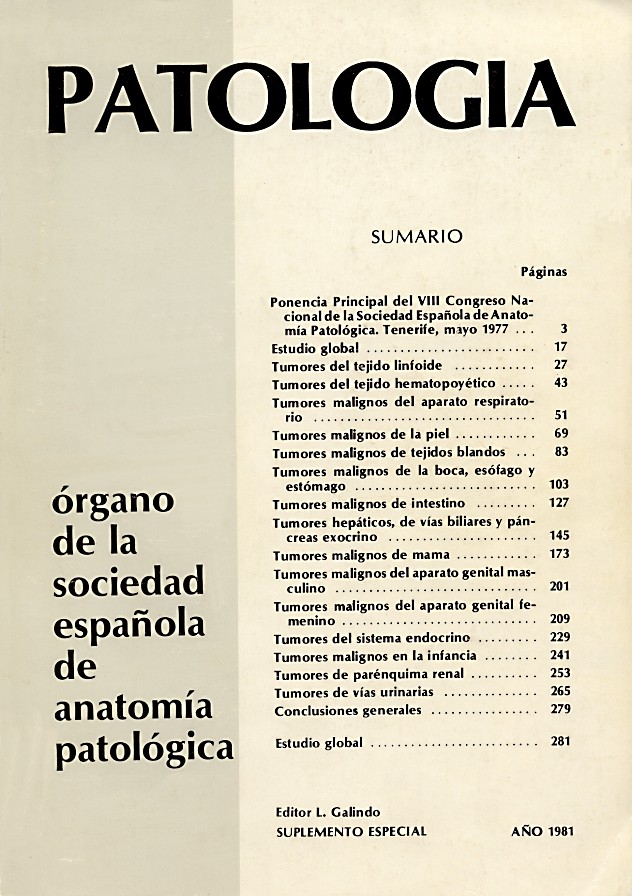 PATOLOGIA
SUMARIO
Páginas
Ponencia Principal del VIII Congreso Na-
cional de la Sociedad Española de Anato-
mía Patológica. Tenerife, mayo 1977 ... 3
Estudio global ......................... 17
Tumores del tejido linfoide ............ 27
Tumores del tejido hematopoyético ..... 43
Tumores malignos del aparato respirato-
rio ................................. 51
Tumores malignos de la piel ............ 69
Tumores malignos de tejidos blandos ... 83
Tumores malignos de la boca, esófago y
estómago ........................... 103
Tumores malignos de intestino ......... 127
Tumores hepáticos, de vías biliares y pán-
creas exocrino ...................... 145
Tumores malignos de mama ............ 173
Tumores malignos del aparato genital mas-
culino .............................. 201
Tumores malignos del aparato genital fe-
menino ............................. 209
Tumores del sistema endocrino ......... 229
Tumores malignos en la infancia ........ 241
Tumores de parénquima renal .......... 253
Tumores de vías urinarias .............. 265
Conclusiones generales ................ 279
Estudio global ......................... 281
órgano
de la
sociedad
española
de
anatomía
patológica
Editor L. Galindo
SUPLEMENTO ESPECIAL AÑO 1981